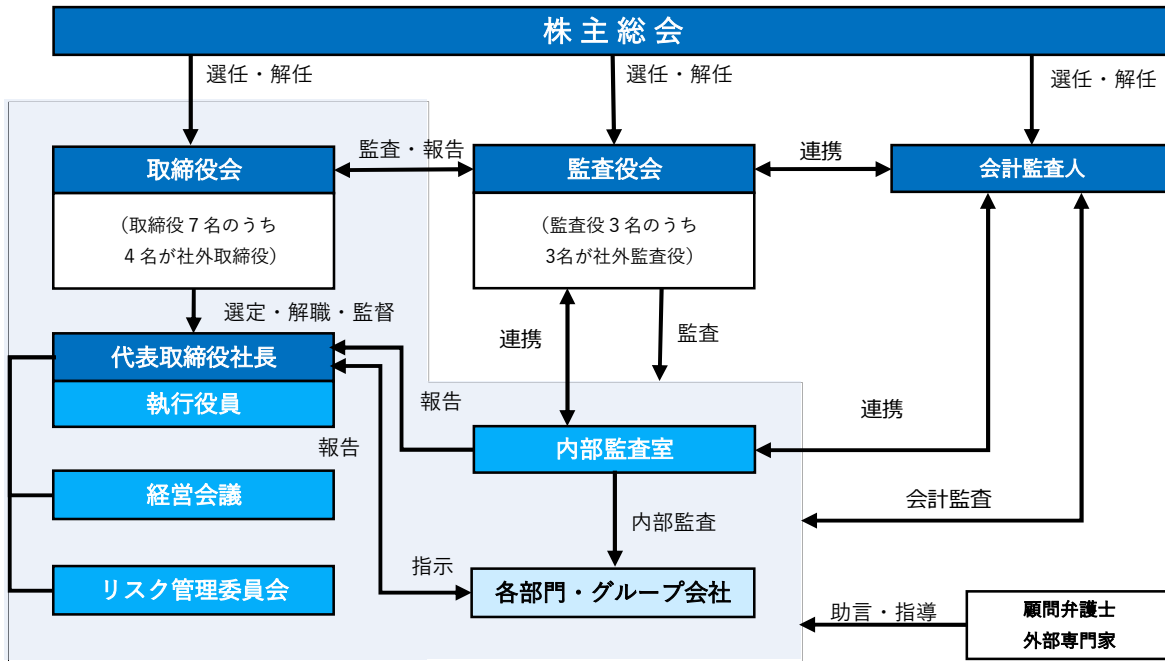 株主総会
選任・解任
選任・解任
選任・解任
取締役会
監査・報告
監査役会
連携
会計監査人
（取締役７名のうち
４名が社外取締役）
（監査役３名のうち
3名が社外監査役）
選定・解職・監督
連携
監査
代表取締役社長
執行役員
報告
連携
報告
内部監査室
経営会議
内部監査
会計監査
指示
リスク管理委員会
各部門・グループ会社
助言・指導
顧問弁護士
外部専門家